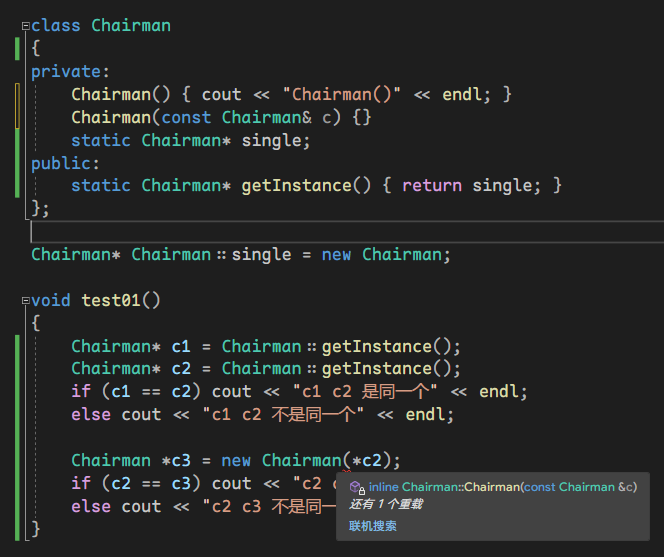 class Chairman
{
private:
    Chairman() { cout << "Chairman()" << endl; }
    Chairman(const Chairman& c) {}
    static Chairman* single;
public:
    static Chairman* getInstance() { return single; }
};
Chairman* Chairman::single = new Chairman;
void test01()
{
    Chairman* c1 = Chairman::getInstance();
    Chairman* c2 = Chairman::getInstance();
    if (c1 == c2) cout << "c1 c2 是同一个" << endl;
    else cout << "c1 c2 不是同一个" << endl;
    Chairman *c3 = new Chairman(*c2);
    if (c2 == c3) cout << "c2
    else cout << "c2 c3 不是同一
}
inline Chairman::Chairman(const Chairman &c)
还有 1 个重载
联机搜索